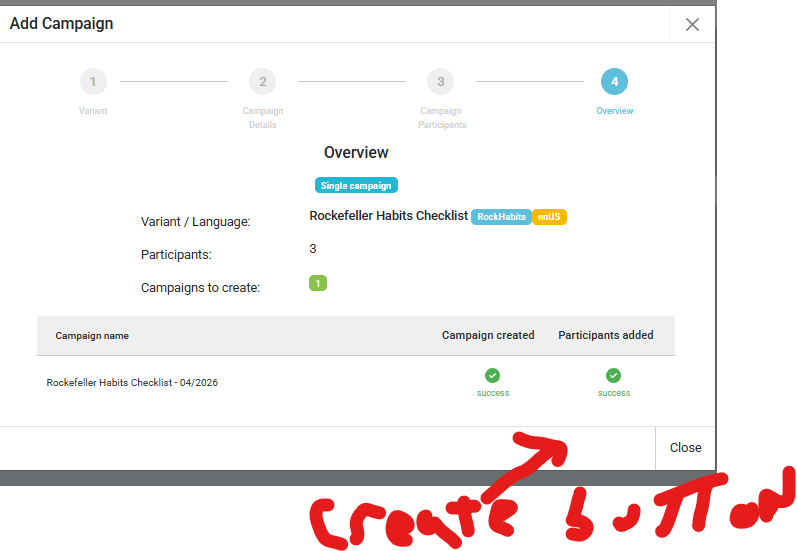 Add Campaign
1 2 3 4
Variant Campaign Details Campaign Participants Overview
Overview
Single campaign
Variant / Language: Rockefeller Habits Checklist RockHabits enUS
Participants: 3
Campaigns to create: 1
Campaign name Campaign created Participants added
Rockefeller Habits Checklist - 04/2026 success success
Close
Create button